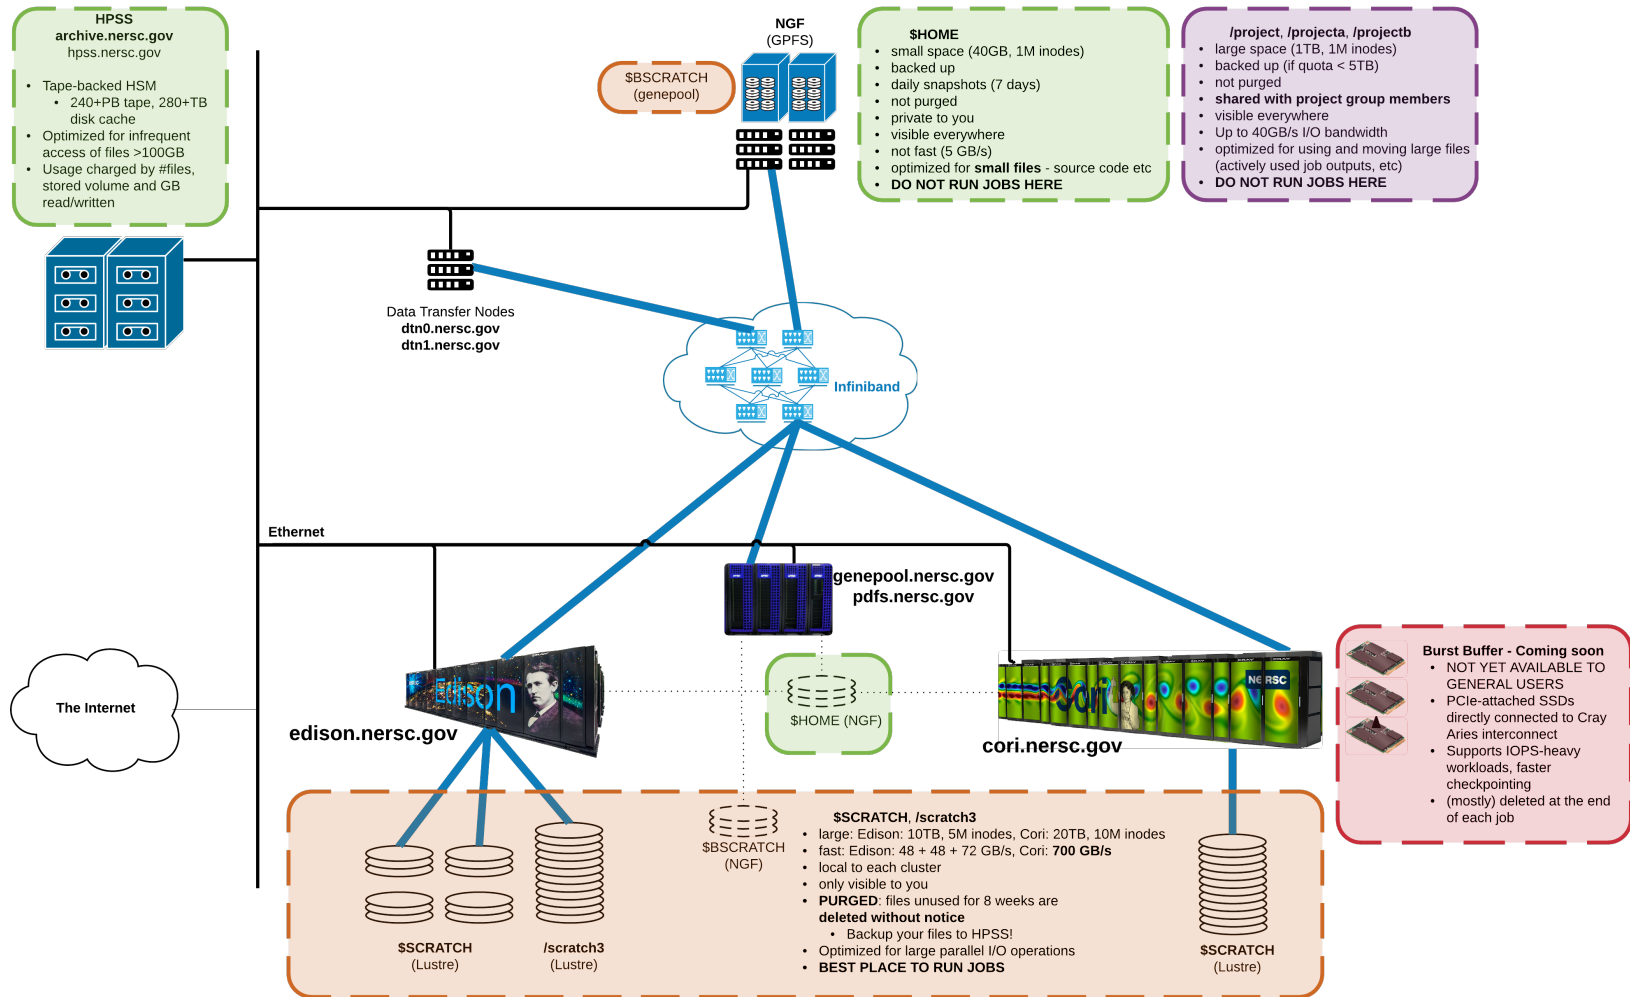 HPSS
archive.nersc.gov
hpss.nersc.gov
• Tape-backed HSM
• 240+PB tape, 280+TB
disk cache
• Optimized for infrequent
access of files >100GB
• Usage charged by #files,
stored volume and GB
read/written
NGF
(GPFS)
$BSCRATCH
(genepool)
$HOME
• small space (40GB, 1M inodes)
• backed up
• daily snapshots (7 days)
• not purged
• private to you
• visible everywhere
• not fast (5 GB/s)
• optimized for small files - source code etc
• DO NOT RUN JOBS HERE
/project, /projecta, /projectb
• large space (1TB, 1M inodes)
• backed up (if quota < 5TB)
• not purged
• shared with project group members
• visible everywhere
• Up to 40GB/s I/O bandwidth
• optimized for using and moving large files
(actively used job outputs, etc)
• DO NOT RUN JOBS HERE
Data Transfer Nodes
dtn0.nersc.gov
dtn1.nersc.gov
Infiniband
Ethernet
genepool.nersc.gov
pdfs.nersc.gov
The Internet
Edison
edison.nersc.gov
$HOME (NGF)
Cori
NERSC
cori.nersc.gov
Burst Buffer - Coming soon
• NOT YET AVAILABLE TO
GENERAL USERS
• PCIe-attached SSDs
directly connected to Cray
Aries interconnect
• Supports IOPS-heavy
workloads, faster
checkpointing
• (mostly) deleted at the end
of each job
$BSCRATCH
(NGF)
$SCRATCH, /scratch3
• large: Edison: 10TB, 5M inodes, Cori: 20TB, 10M inodes
• fast: Edison: 48 + 48 + 72 GB/s, Cori: 700 GB/s
• local to each cluster
• only visible to you
• PURGED: files unused for 8 weeks are
deleted without notice
• Backup your files to HPSS!
• Optimized for large parallel I/O operations
• BEST PLACE TO RUN JOBS
$SCRATCH
(Lustre)
/scratch3
(Lustre)
$SCRATCH
(Lustre)